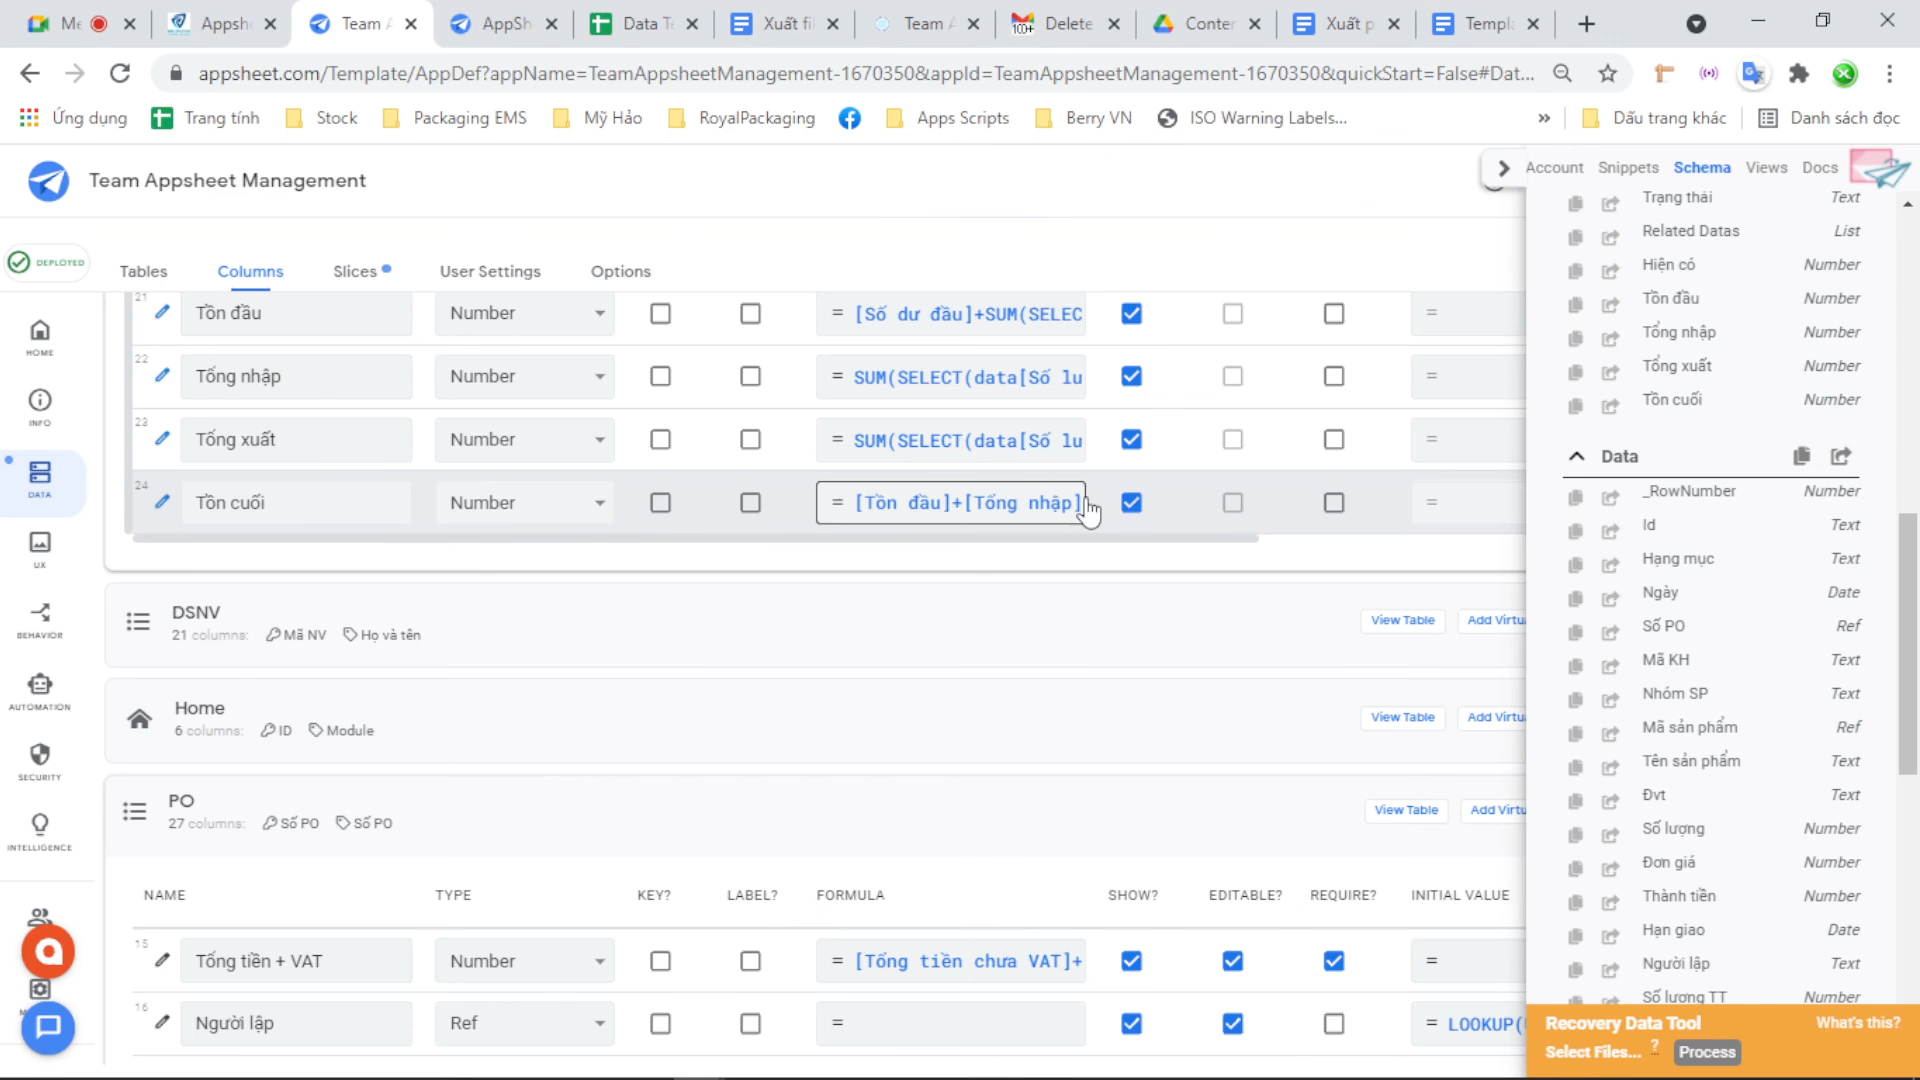 Me
Appshe
Team A
AppSh
Data Te
Xuất fi
Team A
100+
Delete
Conter
Xuất p
Templa
appsheet.com/Template/AppDef?appName=TeamAppsheetManagement-1670350&appId=TeamAppsheetManagement-1670350&quickStart=False#Dat...
Ứng dụng
Trang tính
Stock
Packaging EMS
Mỹ Hảo
RoyalPackaging
Apps Scripts
Berry VN
ISO Warning Labels...
»
Dấu trang khác
Danh sách đọc
Team Appsheet Management
Account
Snippets
Schema
Views
Docs
DEPLOYED
Tables
Columns
Slices
User Settings
Options
HOME
INFO
DATA
UX
BEHAVIOR
AUTOMATION
SECURITY
INTELLIGENCE
21 Tồn đầu Number = [Số dư đầu]+SUM(SELEC =
22 Tổng nhập Number = SUM(SELECT(data[Số lu =
23 Tổng xuất Number = SUM(SELECT(data[Số lu =
24 Tồn cuối Number = [Tồn đầu]+[Tổng nhập] =
DSNV
21 columns: Mã NV Họ và tên
View Table Add Virtu
Home
6 columns: ID Module
View Table Add Virtu
PO
27 columns: Số PO Số PO
View Table Add Virtu
NAME TYPE KEY? LABEL? FORMULA SHOW? EDITABLE? REQUIRE? INITIAL VALUE
15 Tổng tiền + VAT Number = [Tổng tiền chưa VAT]+ =
16 Người lập Ref = = LOOKUP(
Trạng thái Text
Related Datas List
Hiện có Number
Tồn đầu Number
Tổng nhập Number
Tổng xuất Number
Tồn cuối Number
Data
_RowNumber Number
Id Text
Hạng mục Text
Ngày Date
Số PO Ref
Mã KH Text
Nhóm SP Text
Mã sản phẩm Ref
Tên sản phẩm Text
Đvt Text
Số lượng Number
Đơn giá Number
Thành tiền Number
Hạn giao Date
Người lập Text
Số lượng TT Number
Recovery Data Tool What's this?
Select Files... ? Process